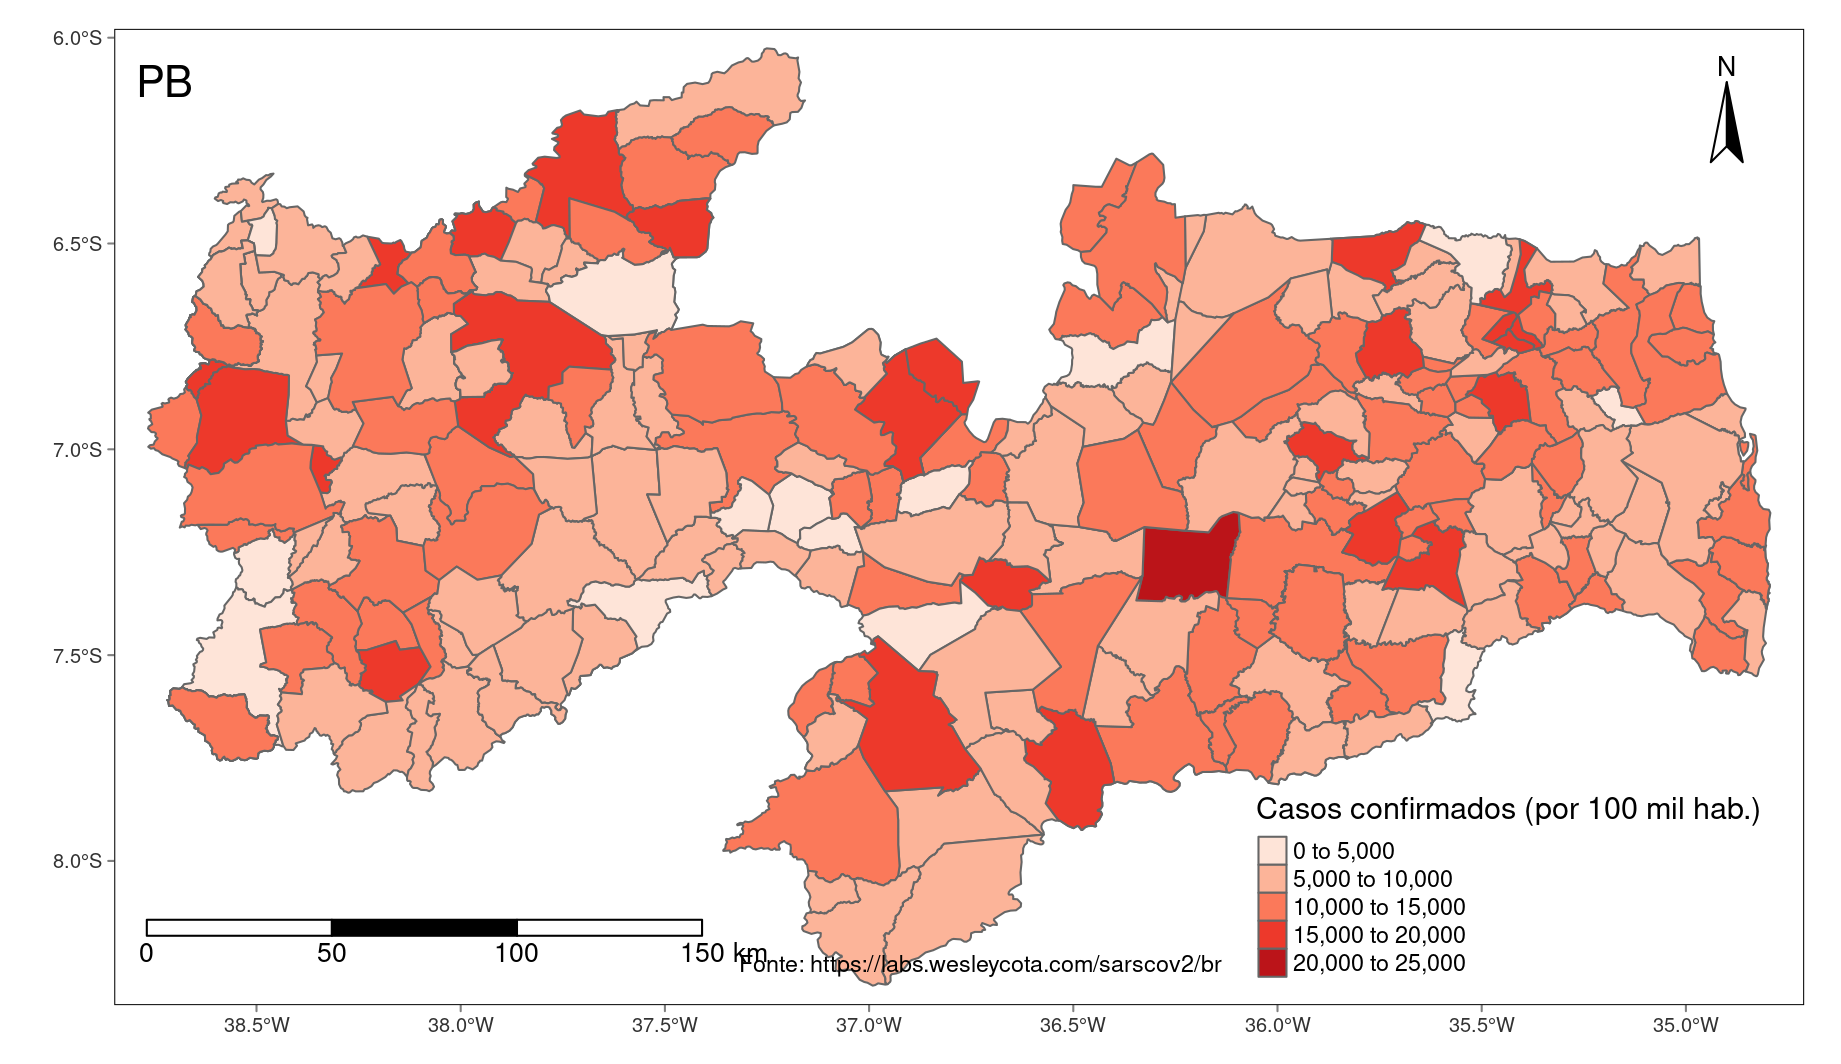 PB
N
6.0°S
6.5°S
7.0°S
7.5°S
8.0°S
Casos confirmados (por 100 mil hab.)
0 to 5,000
5,000 to 10,000
10,000 to 15,000
15,000 to 20,000
20,000 to 25,000
0 50 100 150 km
Fonte: https://labs.wesleycota.com/sarscov2/br
38.5°W 38.0°W 37.5°W 37.0°W 36.5°W 36.0°W 35.5°W 35.0°W